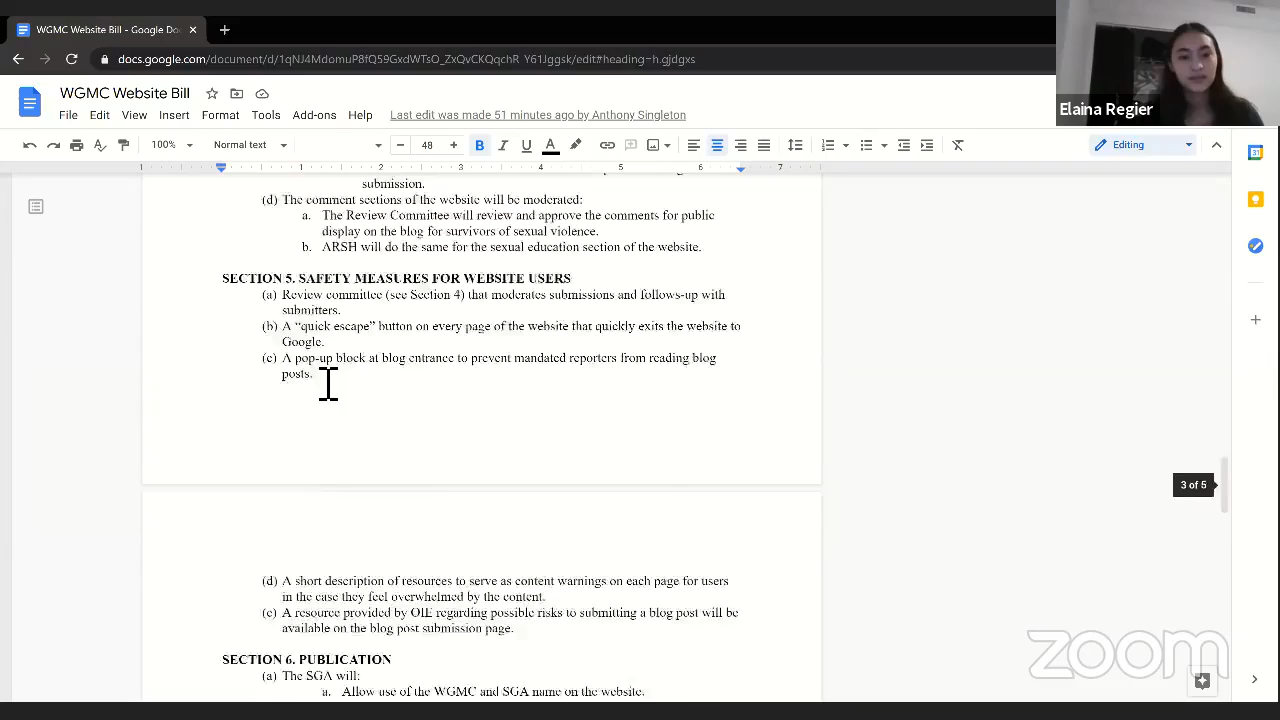 WGMC Website Bill - Google Do
docs.google.com/document/d/1qNJ4MdomuP8fQ59GxdWTsO_ZxQvCKQqchR_Y61Jggsk/edit#heading=h.gjdgxs
WGMC Website Bill
File Edit View Insert Format Tools Add-ons Help Last edit was made 51 minutes ago by Anthony Singleton
Elaina Regier
100% Normal text 48 Editing
1 1 2 3 4 5 6 7
submission.
(d) The comment sections of the website will be moderated:
a. The Review Committee will review and approve the comments for public
display on the blog for survivors of sexual violence.
b. ARSH will do the same for the sexual education section of the website.
SECTION 5. SAFETY MEASURES FOR WEBSITE USERS
(a) Review committee (see Section 4) that moderates submissions and follows-up with
submitters.
(b) A “quick escape” button on every page of the website that quickly exits the website to
Google.
(c) A pop-up block at blog entrance to prevent mandated reporters from reading blog
posts.
3 of 5
(d) A short description of resources to serve as content warnings on each page for users
in the case they feel overwhelmed by the content.
(e) A resource provided by OIE regarding possible risks to submitting a blog post will be
available on the blog post submission page.
SECTION 6. PUBLICATION
(a) The SGA will:
a. Allow use of the WGMC and SGA name on the website.
zoom